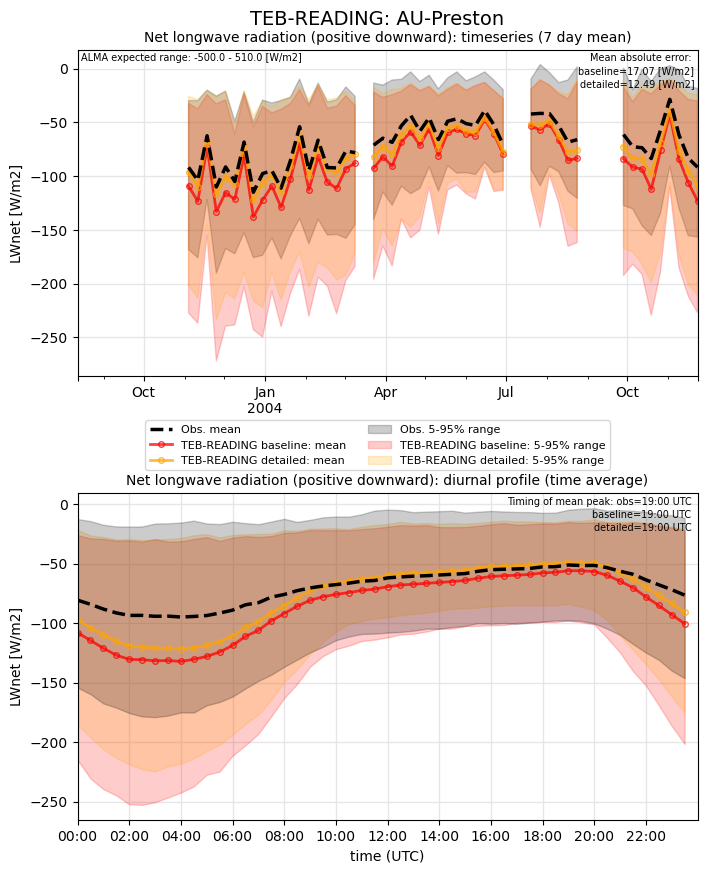 TEB-READING: AU-Preston
Net longwave radiation (positive downward): timeseries (7 day mean)
ALMA expected range: -500.0 - 510.0 [W/m2]
Mean absolute error:
baseline=17.07 [W/m2]
detailed=12.49 [W/m2]
LWnet [W/m2]
0
−50
−100
−150
−200
−250
Oct
Jan
2004
Apr
Jul
Oct
Obs. mean
TEB-READING baseline: mean
TEB-READING detailed: mean
Obs. 5-95% range
TEB-READING baseline: 5-95% range
TEB-READING detailed: 5-95% range
Net longwave radiation (positive downward): diurnal profile (time average)
Timing of mean peak: obs=19:00 UTC
baseline=19:00 UTC
detailed=19:00 UTC
LWnet [W/m2]
0
−50
−100
−150
−200
−250
00:00 02:00 04:00 06:00 08:00 10:00 12:00 14:00 16:00 18:00 20:00 22:00
time (UTC)